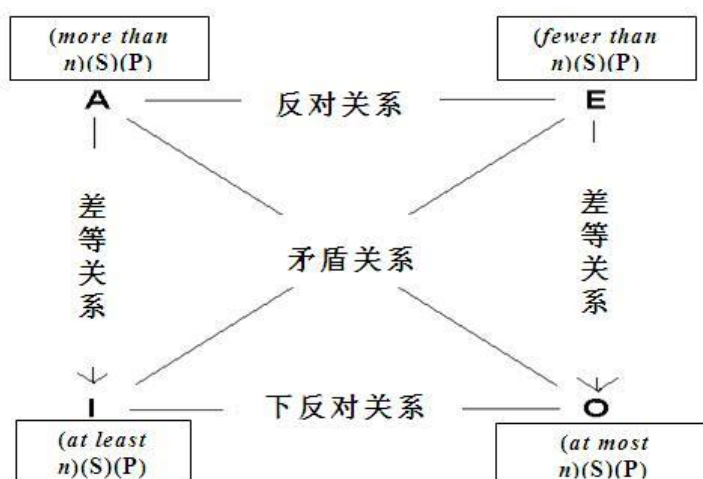 (more than
n)(S)(P)
(fewer than
n)(S)(P)
A
反对关系
E
差等关系
矛盾关系
差等关系
I
下反对关系
O
(at least
n)(S)(P)
(at most
n)(S)(P)